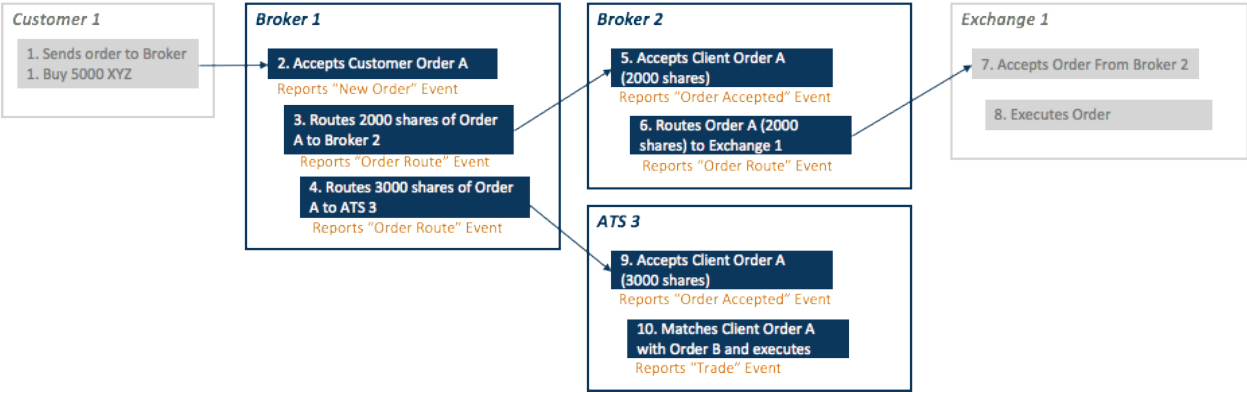 Customer 1
1. Sends order to Broker
1. Buy 5000 XYZ
Broker 1
2. Accepts Customer Order A
Reports "New Order" Event
3. Routes 2000 shares of Order
A to Broker 2
Reports "Order Route" Event
4. Routes 3000 shares of Order
A to ATS 3
Reports "Order Route" Event
Broker 2
5. Accepts Client Order A
(2000 shares)
Reports "Order Accepted" Event
6. Routes Order A (2000
shares) to Exchange 1
Reports "Order Route" Event
Exchange 1
7. Accepts Order From Broker 2
8. Executes Order
ATS 3
9. Accepts Client Order A
(3000 shares)
Reports "Order Accepted" Event
10. Matches Client Order A
with Order B and executes
Reports "Trade" Event